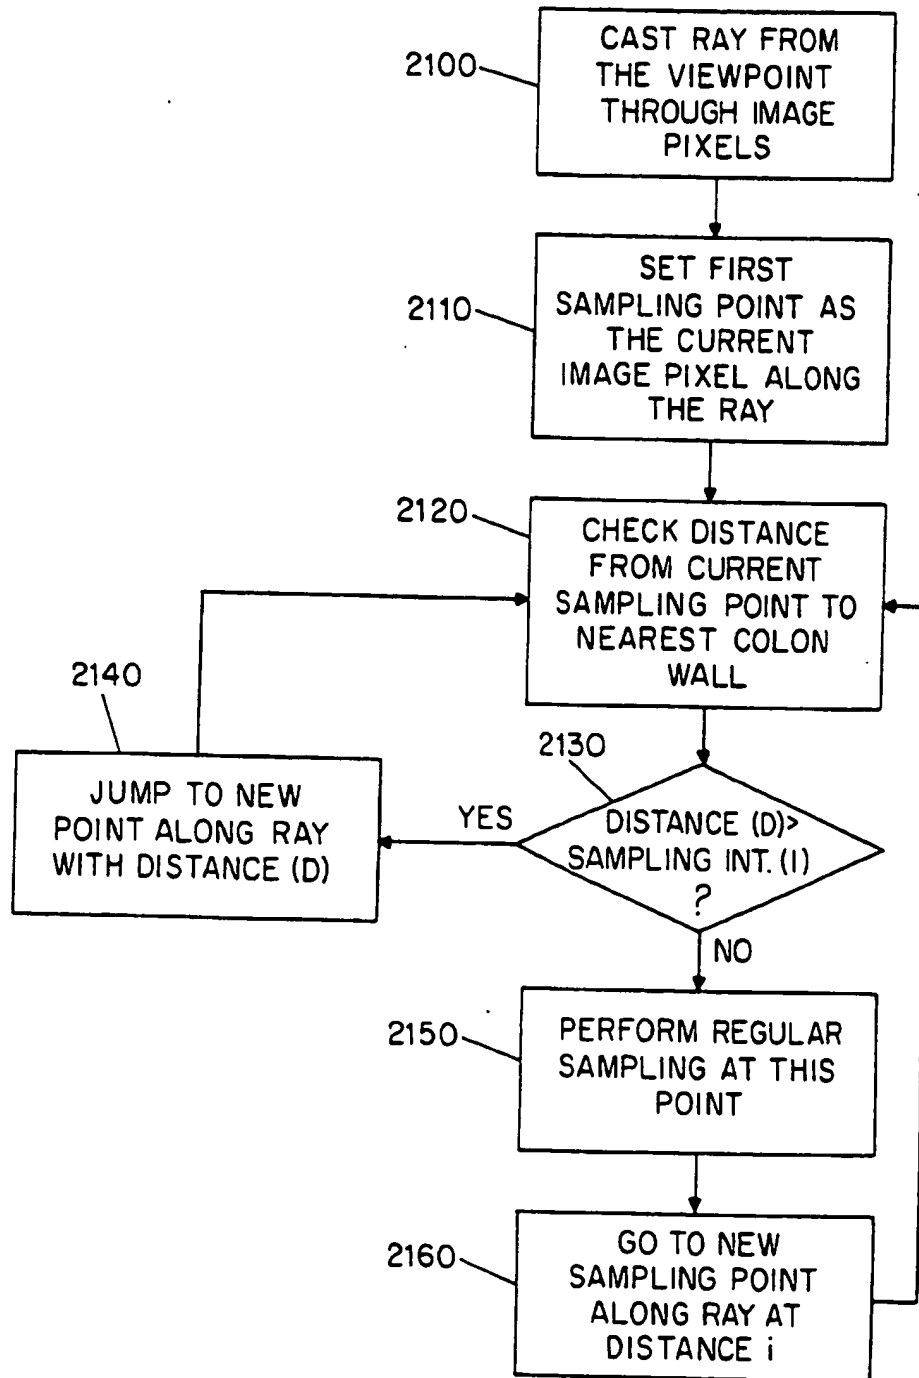 2100
CAST RAY FROM
THE VIEWPOINT
THROUGH IMAGE
PIXELS
2110
SET FIRST
SAMPLING POINT AS
THE CURRENT
IMAGE PIXEL ALONG
THE RAY
2120
CHECK DISTANCE
FROM CURRENT
SAMPLING POINT TO
NEAREST COLON
WALL
2140
JUMP TO NEW
POINT ALONG RAY
WITH DISTANCE (D)
YES
2130
DISTANCE (D)>
SAMPLING INT. (I)
?
NO
2150
PERFORM REGULAR
SAMPLING AT THIS
POINT
2160
GO TO NEW
SAMPLING POINT
ALONG RAY AT
DISTANCE i